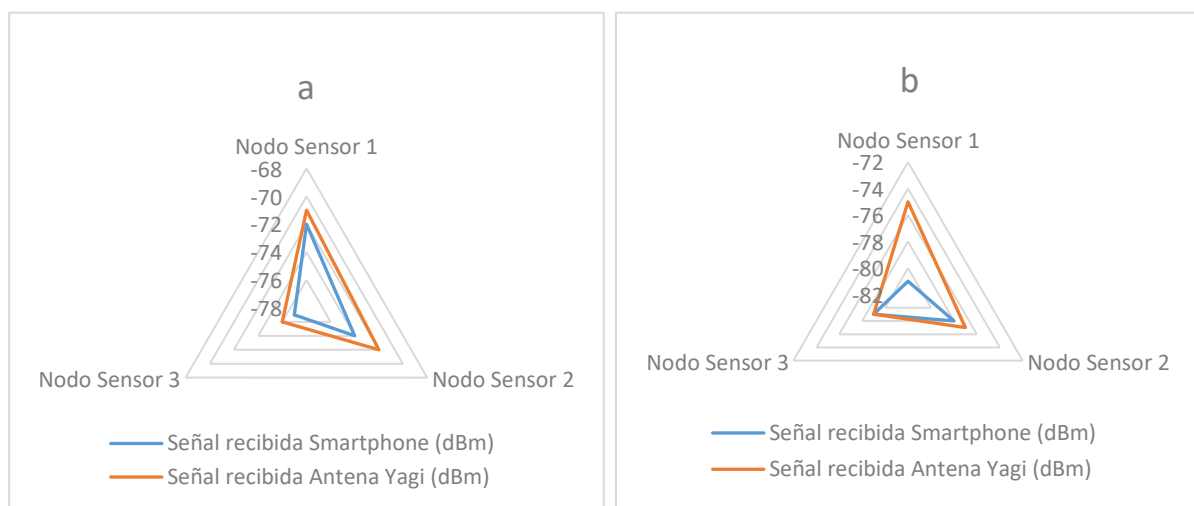 a
Nodo Sensor 1
-68
-70
-72
-74
-76
-78
Nodo Sensor 3
Nodo Sensor 2
Señal recibida Smartphone (dBm)
Señal recibida Antena Yagi (dBm)
b
Nodo Sensor 1
-72
-74
-76
-78
-80
-82
Nodo Sensor 3
Nodo Sensor 2
Señal recibida Smartphone (dBm)
Señal recibida Antena Yagi (dBm)